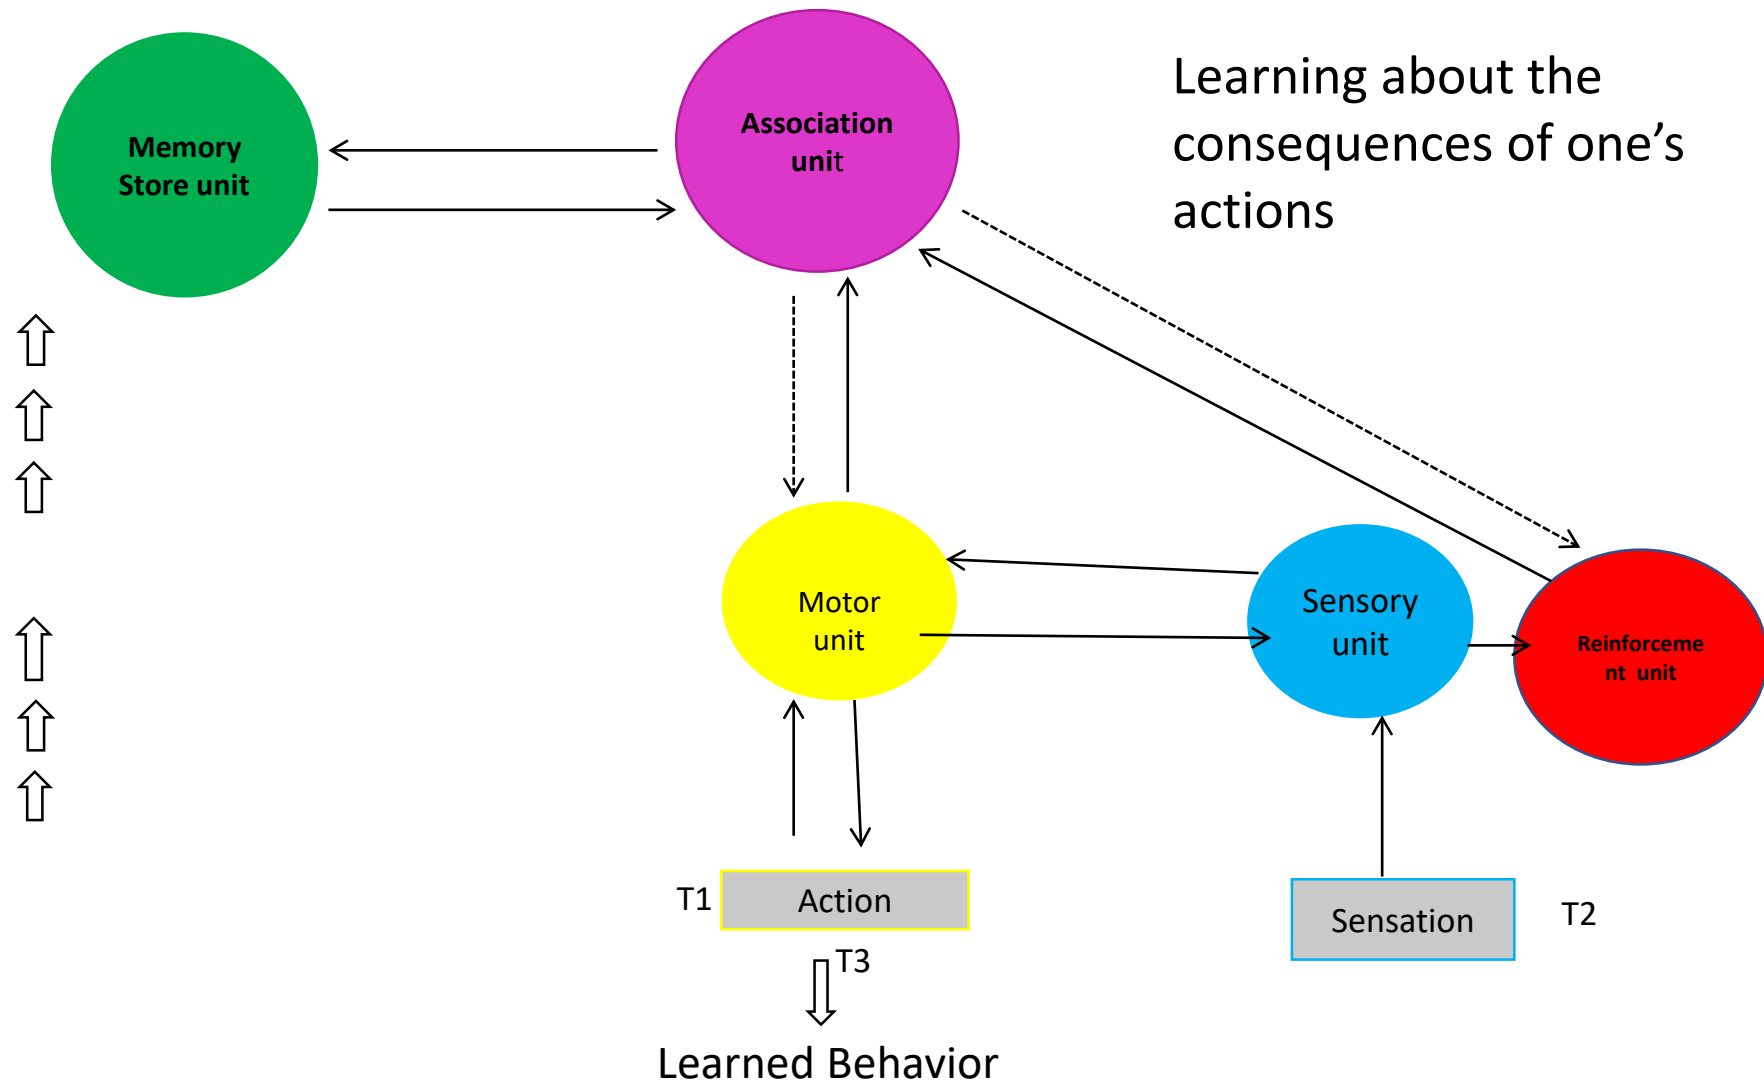 Learning about the
consequences of one’s
actions
Memory
Store unit
Association
unit
Motor
unit
Sensory
unit
Reinforceme
nt  unit
T1
Action
Sensation
T2
T3
Learned Behavior